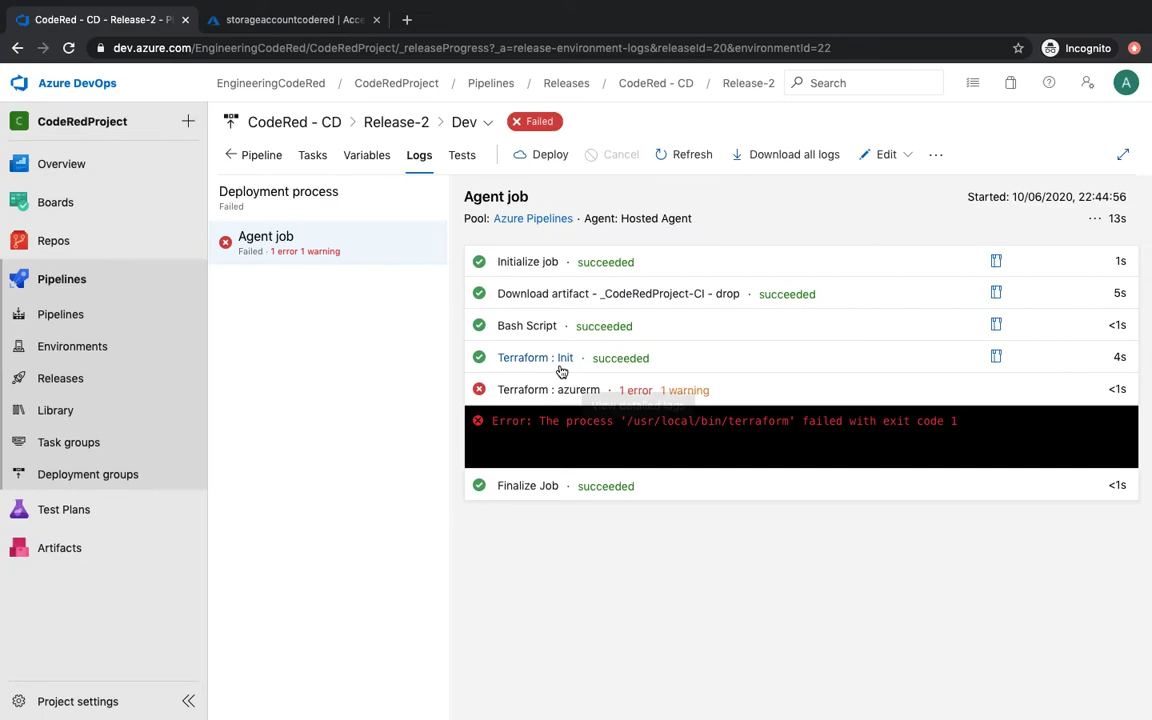 CodeRed - CD - Release-2 - Pi
storageaccountcodered | Acce
dev.azure.com/EngineeringCodeRed/CodeRedProject/_releaseProgress?_a=release-environment-logs&releaseId=20&environmentId=22
Incognito
Azure DevOps
EngineeringCodeRed / CodeRedProject / Pipelines / Releases / CodeRed - CD / Release-2
Search
A
C CodeRedProject
Overview
Boards
Repos
Pipelines
Pipelines
Environments
Releases
Library
Task groups
Deployment groups
Test Plans
Artifacts
Project settings
CodeRed - CD > Release-2 > Dev Failed
Pipeline Tasks Variables Logs Tests Deploy Cancel Refresh Download all logs Edit ...
Deployment process
Failed
Agent job
Failed · 1 error 1 warning
Agent job
Started: 10/06/2020, 22:44:56
Pool: Azure Pipelines · Agent: Hosted Agent
... 13s
Initialize job · succeeded 1s
Download artifact - _CodeRedProject-CI - drop · succeeded 5s
Bash Script · succeeded <1s
Terraform : Init · succeeded 4s
Terraform : azurerm · 1 error 1 warning <1s
View detailed logs
Error: The process '/usr/local/bin/terraform' failed with exit code 1
Finalize Job · succeeded <1s